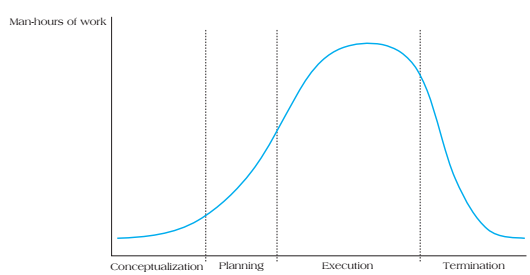 Man-hours of work
Conceptualization Planning Execution Termination